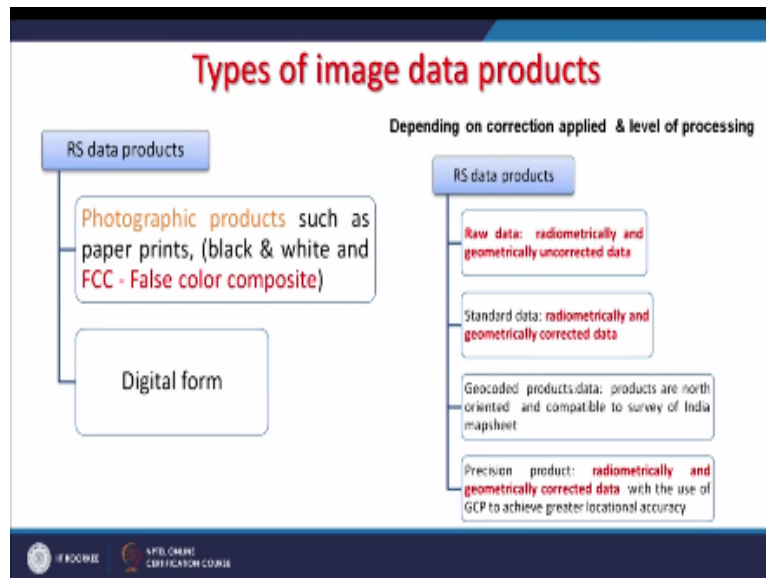 Types of image data products
RS data products
Photographic products such as
paper prints, (black & white and
FCC - False color composite)
Digital form
Depending on correction applied & level of processing
RS data products
Raw data: radiometrically and
geometrically uncorrected data
Standard data: radiometrically and
geometrically corrected data
Geocoded products:data: products are north
oriented and compatible to survey of India
mapsheet
Precision product: radiometrically and
geometrically corrected data with the use of
GCP to achieve greater locational accuracy
IIT ROORKEE
NPTEL ONLINE
CERTIFICATION COURSE